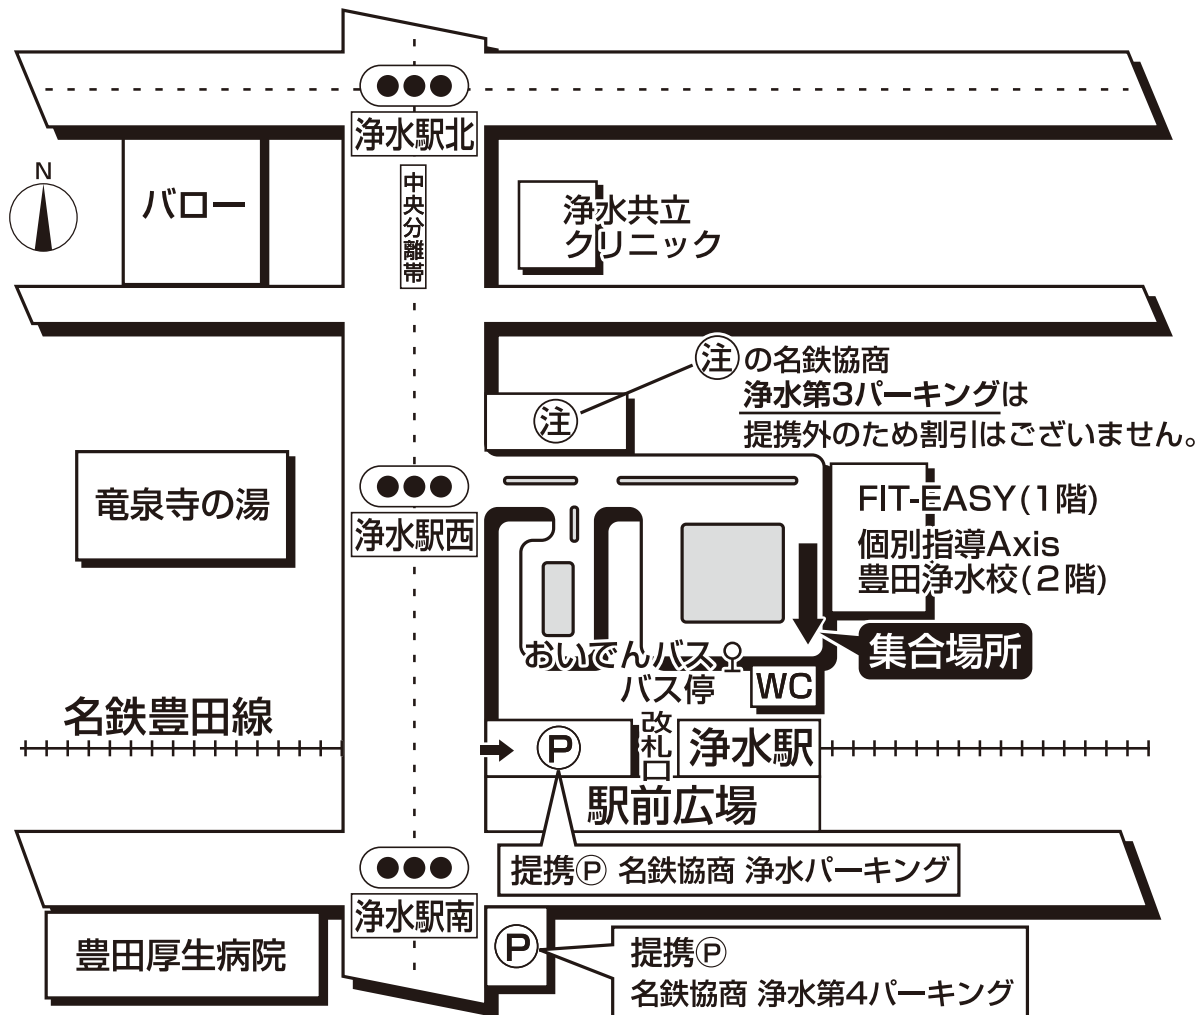 浄水駅北
N
バロー
中央分離帯
浄水共立
クリニック
注の名鉄協商
浄水第3パーキングは
提携外のため割引はございません。
注
竜泉寺の湯
浄水駅西
FIT-EASY(1階)
個別指導Axis
豊田浄水校(2階)
集合場所
おいでんバス
バス停
WC
名鉄豊田線
P
改札口
浄水駅
駅前広場
提携Ⓟ 名鉄協商 浄水パーキング
浄水駅南
豊田厚生病院
P
提携Ⓟ
名鉄協商 浄水第4パーキング